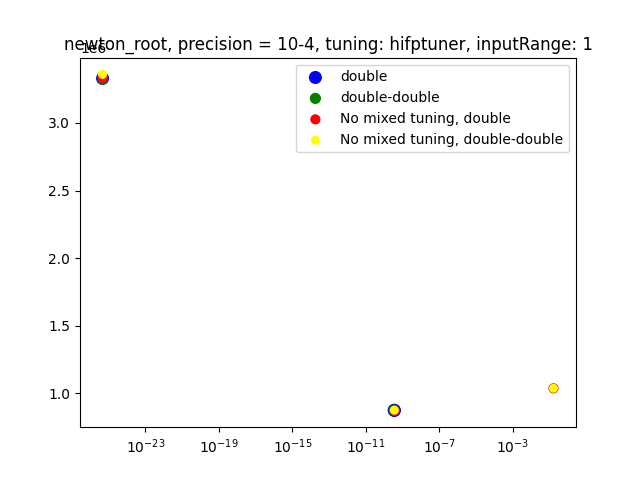 newton_root, precision = 10-4, tuning: hifptuner, inputRange: 1
1e6
double
double-double
No mixed tuning, double
No mixed tuning, double-double
3.0
2.5
2.0
1.5
1.0
10⁻²³ 10⁻¹⁹ 10⁻¹⁵ 10⁻¹¹ 10⁻⁷ 10⁻³